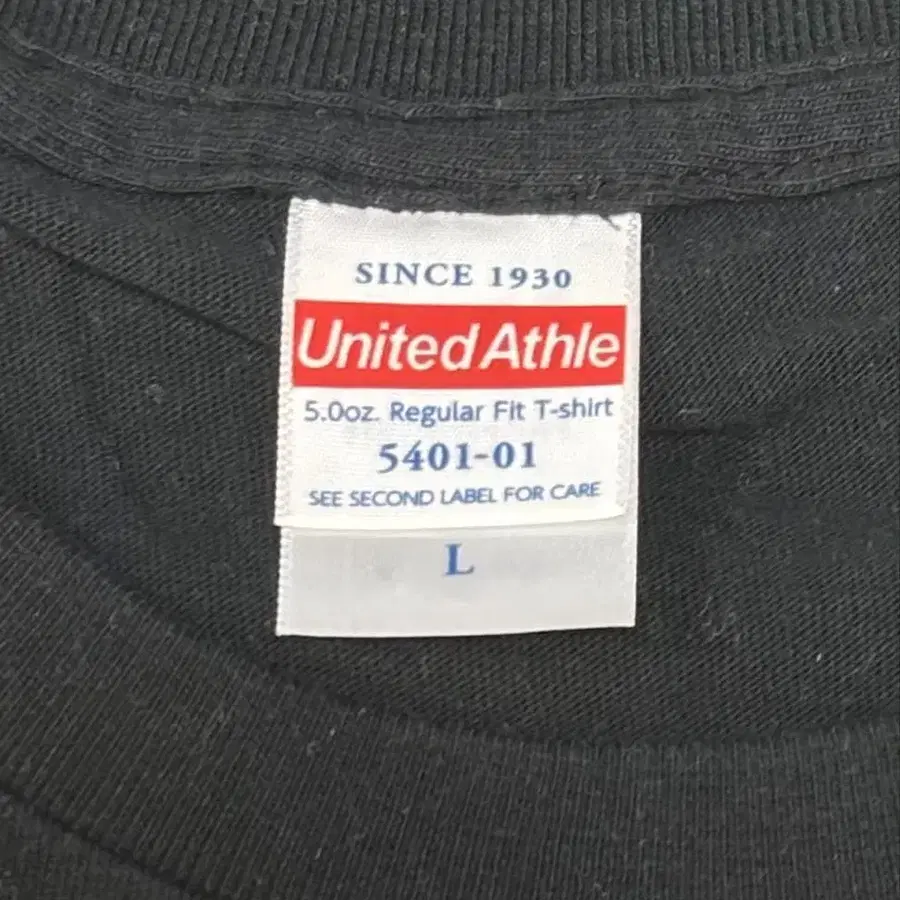 SINCE 1930
United Athle
5.0oz. Regular Fit T-shirt
5401-01
SEE SECOND LABEL FOR CARE
L